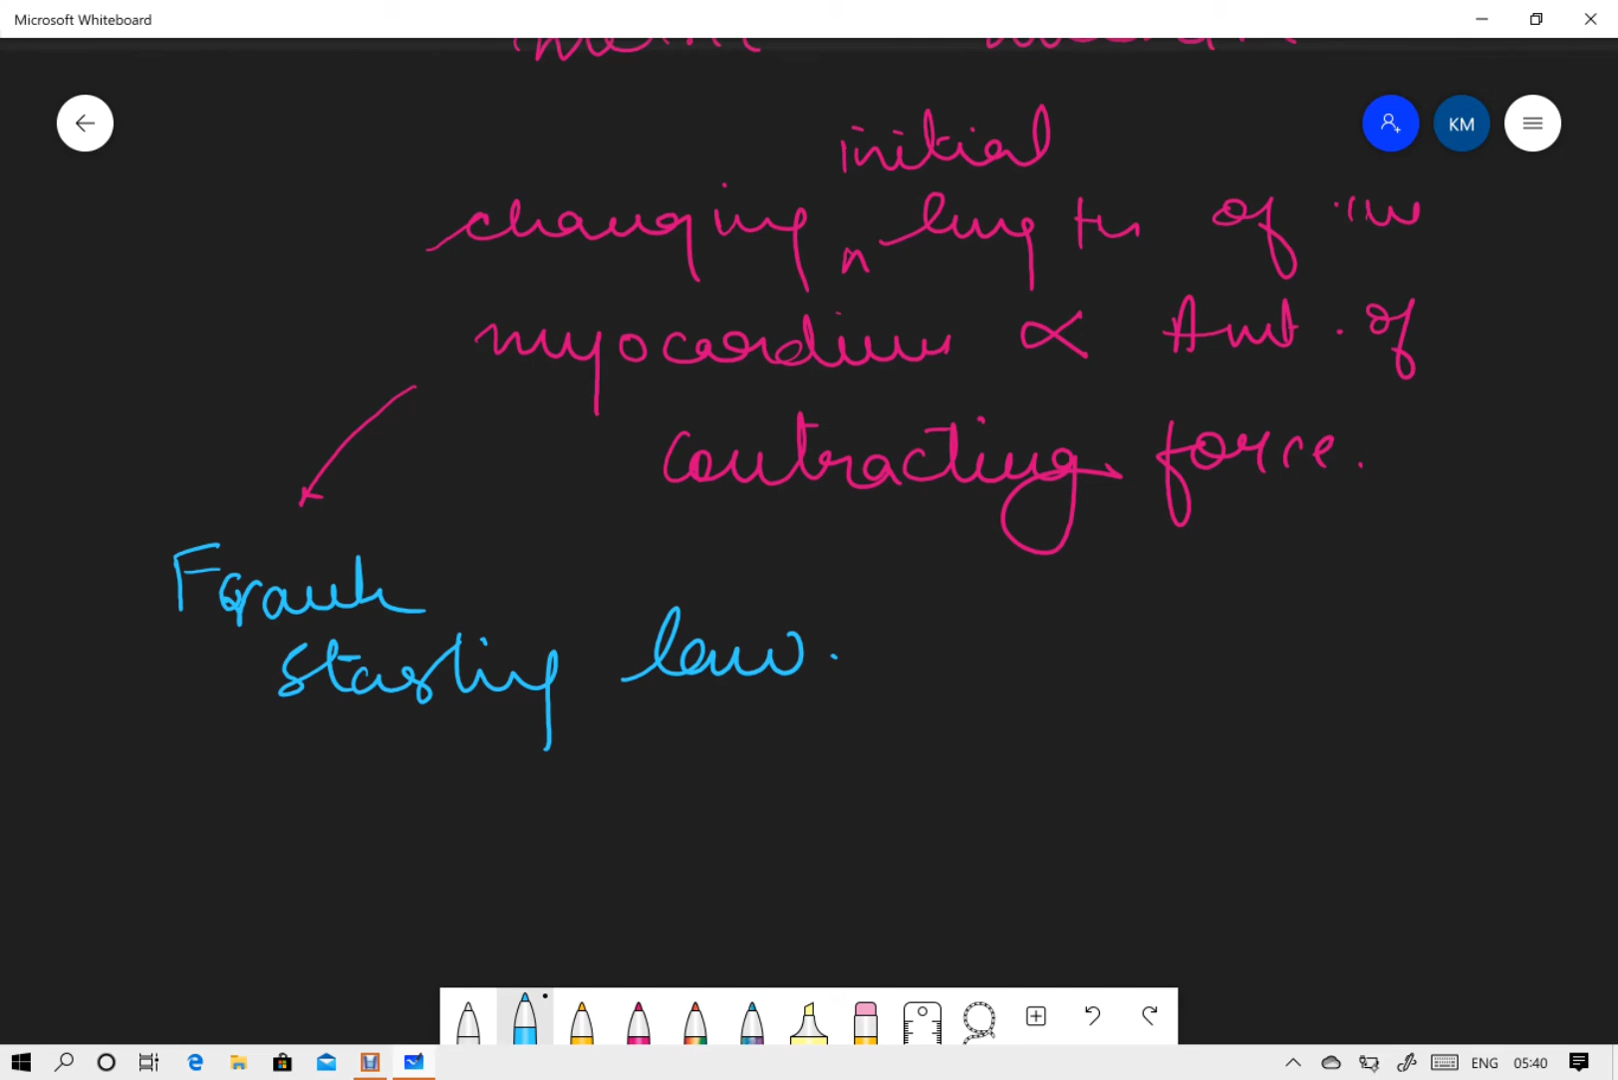 Microsoft Whiteboard
KM
initial
changing length of the
myocardium ∝ Amt. of
contracting force.
Frank
starling law.
ENG 05:40